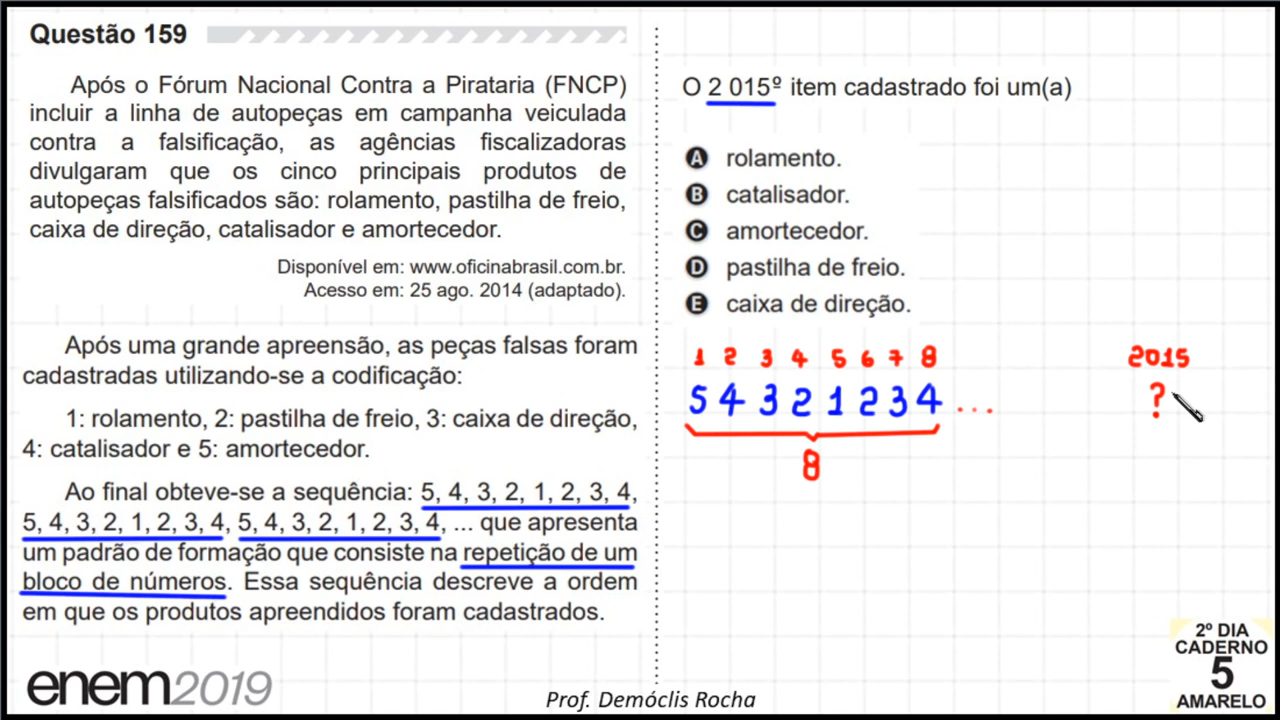 Questão 159
Após o Fórum Nacional Contra a Pirataria (FNCP)
incluir a linha de autopeças em campanha veiculada
contra a falsificação, as agências fiscalizadoras
divulgaram que os cinco principais produtos de
autopeças falsificados são: rolamento, pastilha de freio,
caixa de direção, catalisador e amortecedor.
Disponível em: www.oficinabrasil.com.br.
Acesso em: 25 ago. 2014 (adaptado).
Após uma grande apreensão, as peças falsas foram
cadastradas utilizando-se a codificação:
1: rolamento, 2: pastilha de freio, 3: caixa de direção,
4: catalisador e 5: amortecedor.
Ao final obteve-se a sequência: 5, 4, 3, 2, 1, 2, 3, 4,
5, 4, 3, 2, 1, 2, 3, 4, 5, 4, 3, 2, 1, 2, 3, 4, ... que apresenta
um padrão de formação que consiste na repetição de um
bloco de números. Essa sequência descreve a ordem
em que os produtos apreendidos foram cadastrados.
O 2 015º item cadastrado foi um(a)
A rolamento.
B catalisador.
C amortecedor.
D pastilha de freio.
E caixa de direção.
1 2 3 4 5 6 7 8 2015
5 4 3 2 1 2 3 4 ... ?
8
enem2019
Prof. Demóclis Rocha
2º DIA
CADERNO
5
AMARELO